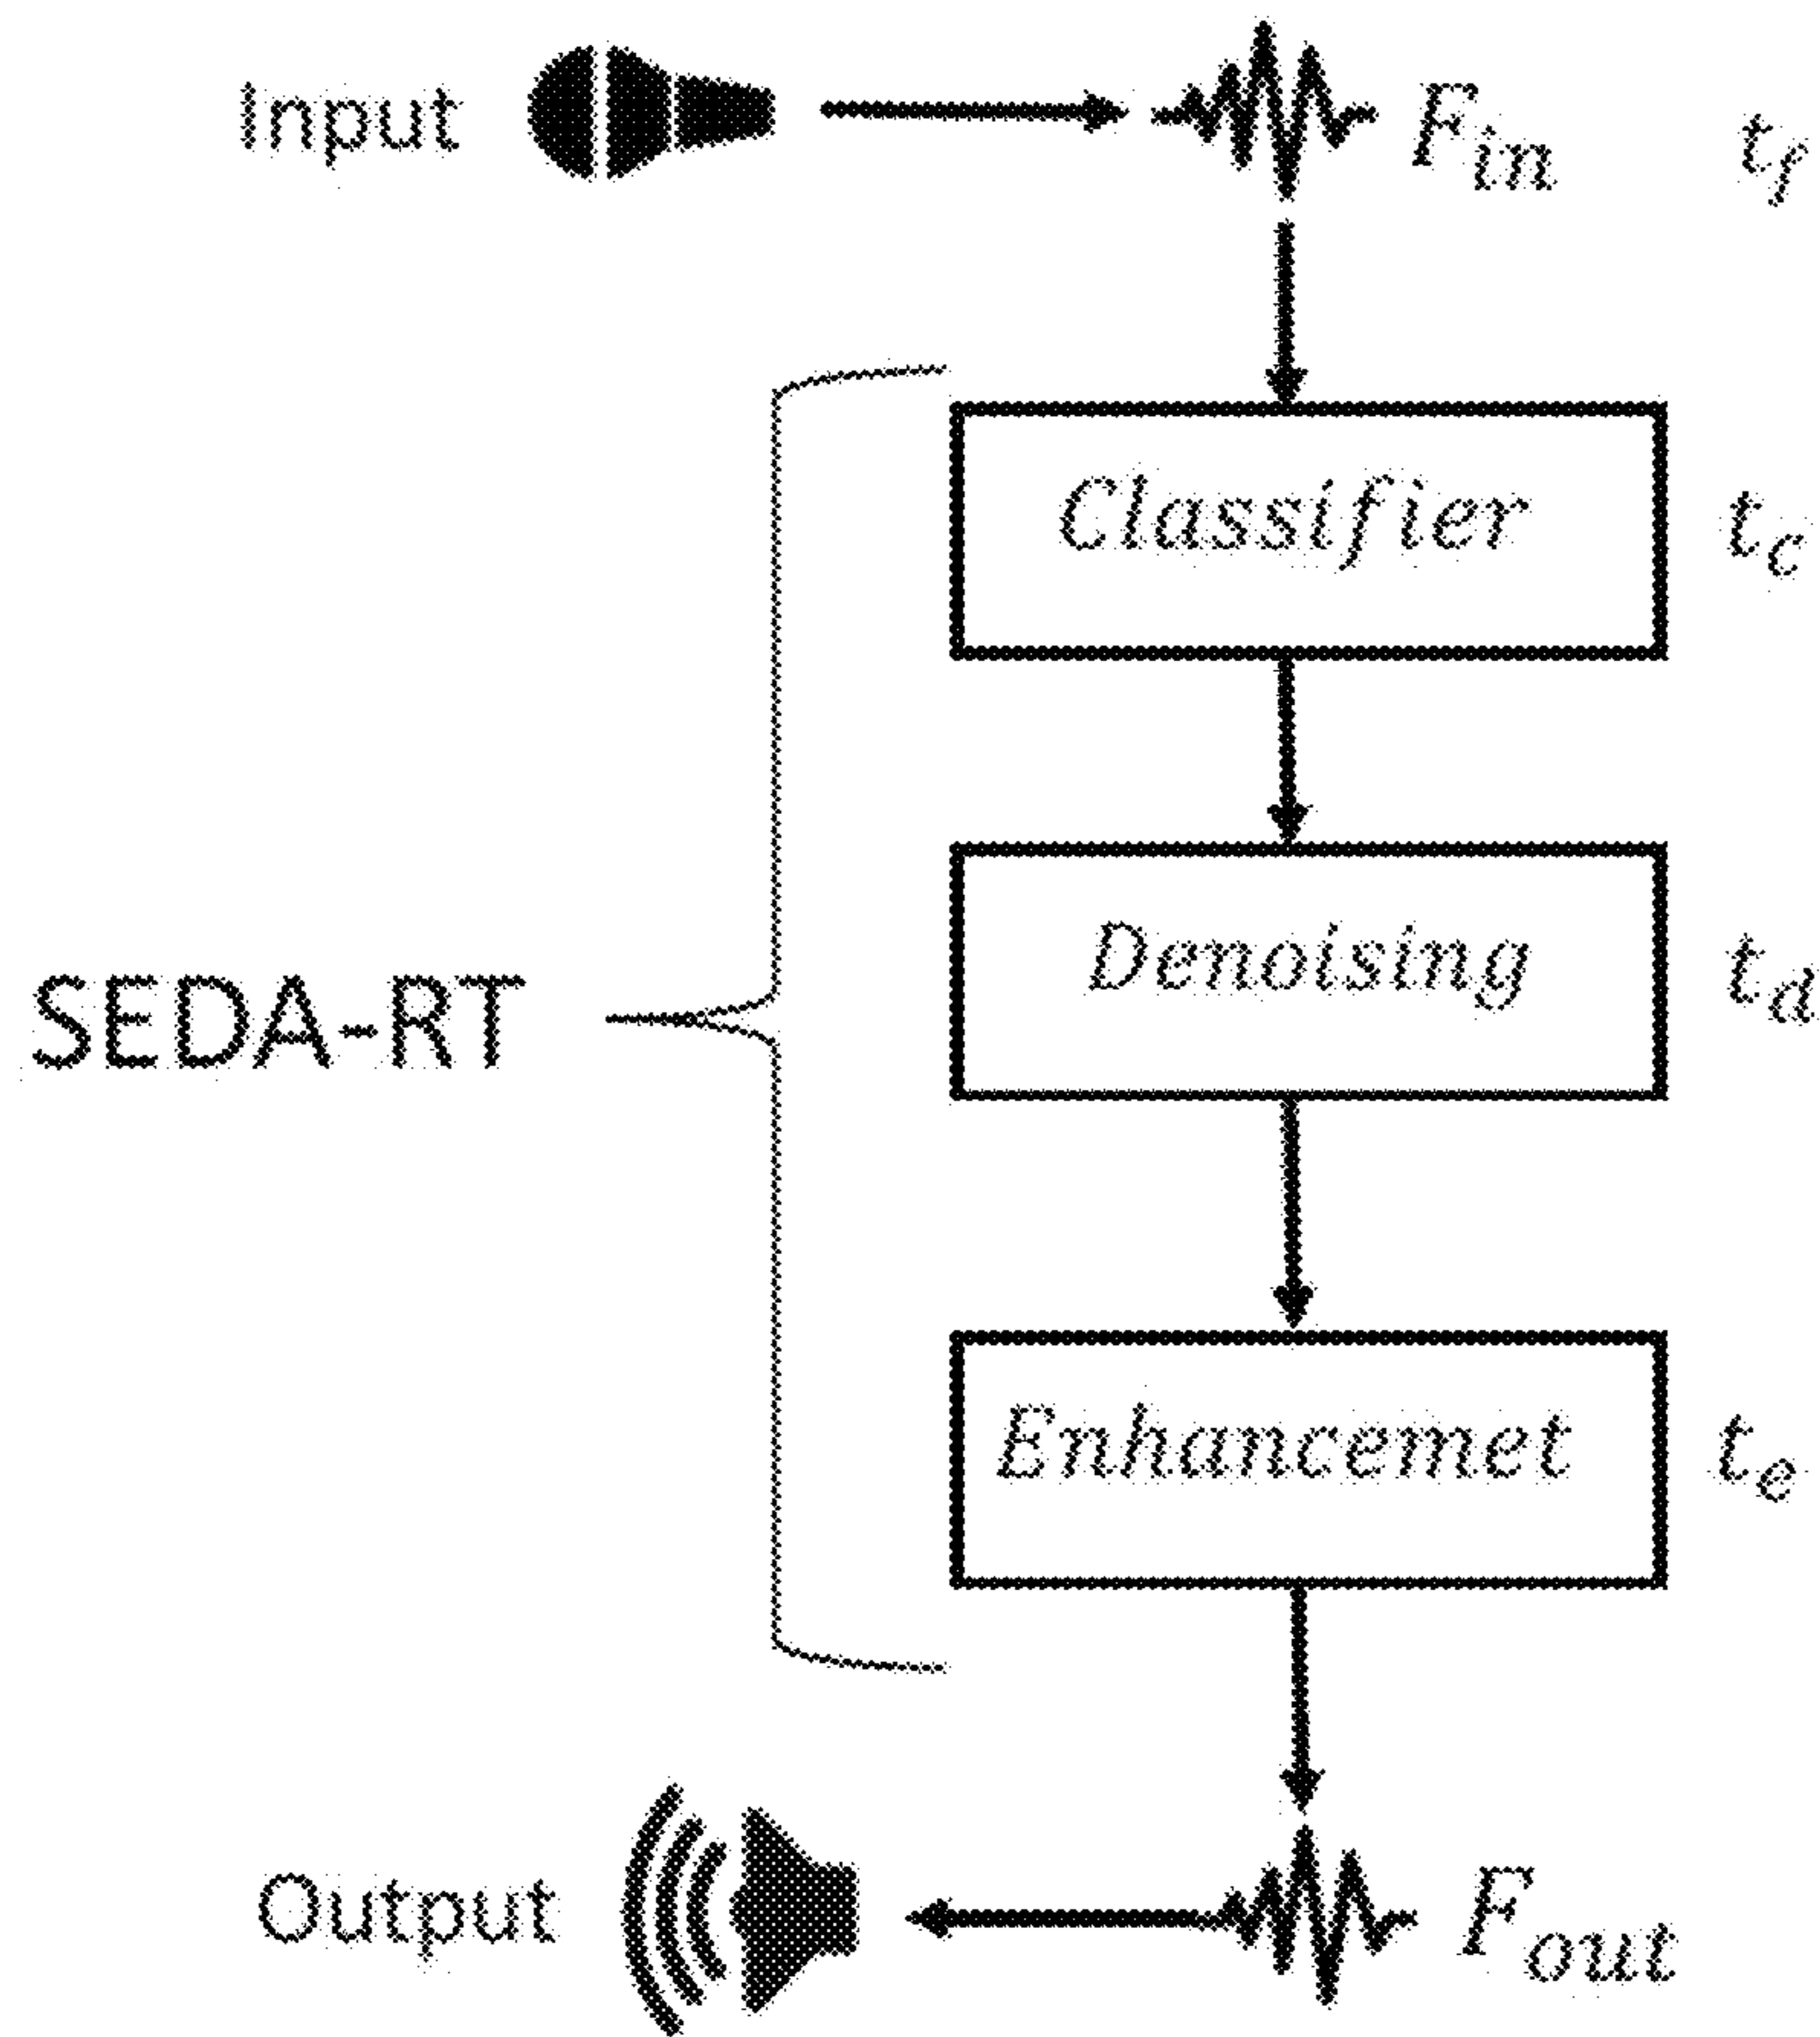 Input F_in t_f
Classifier t_c
Denoising t_d
SEDA-RT
Enhancemet t_e
Output F_out